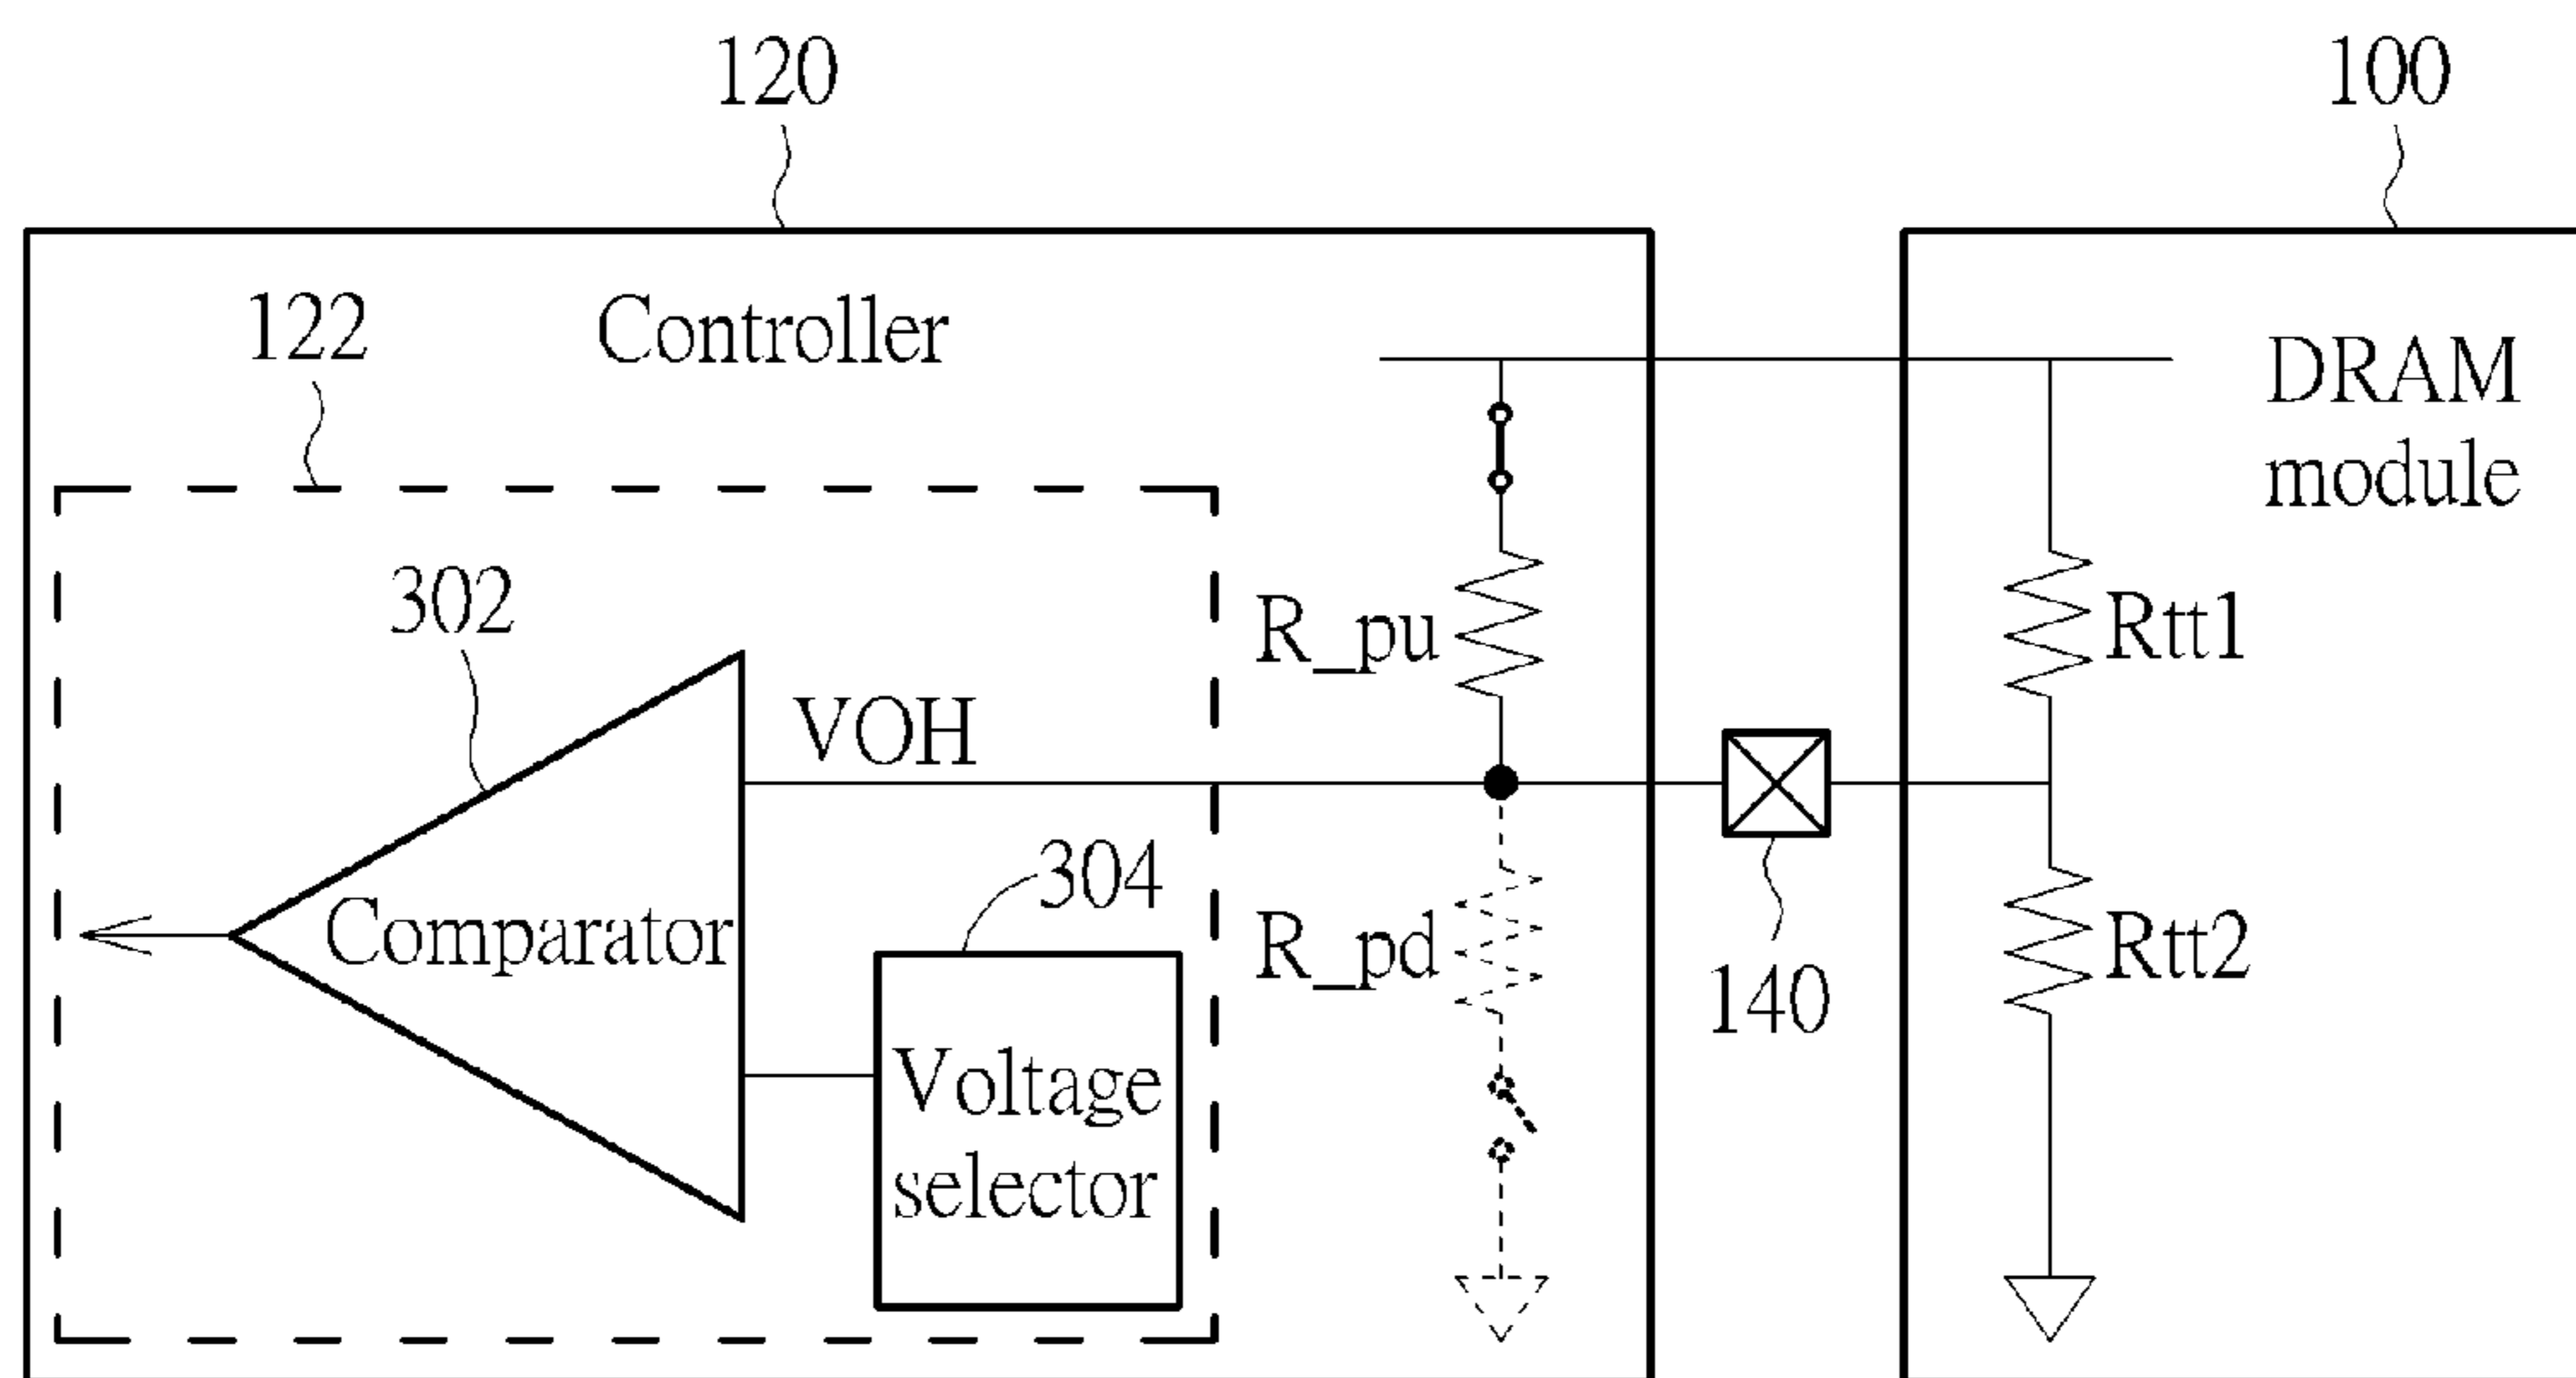 120
100
122
Controller
DRAM
module
302
R_pu
Rtt1
VOH
304
Comparator
R_pd
140
Rtt2
Voltage
selector